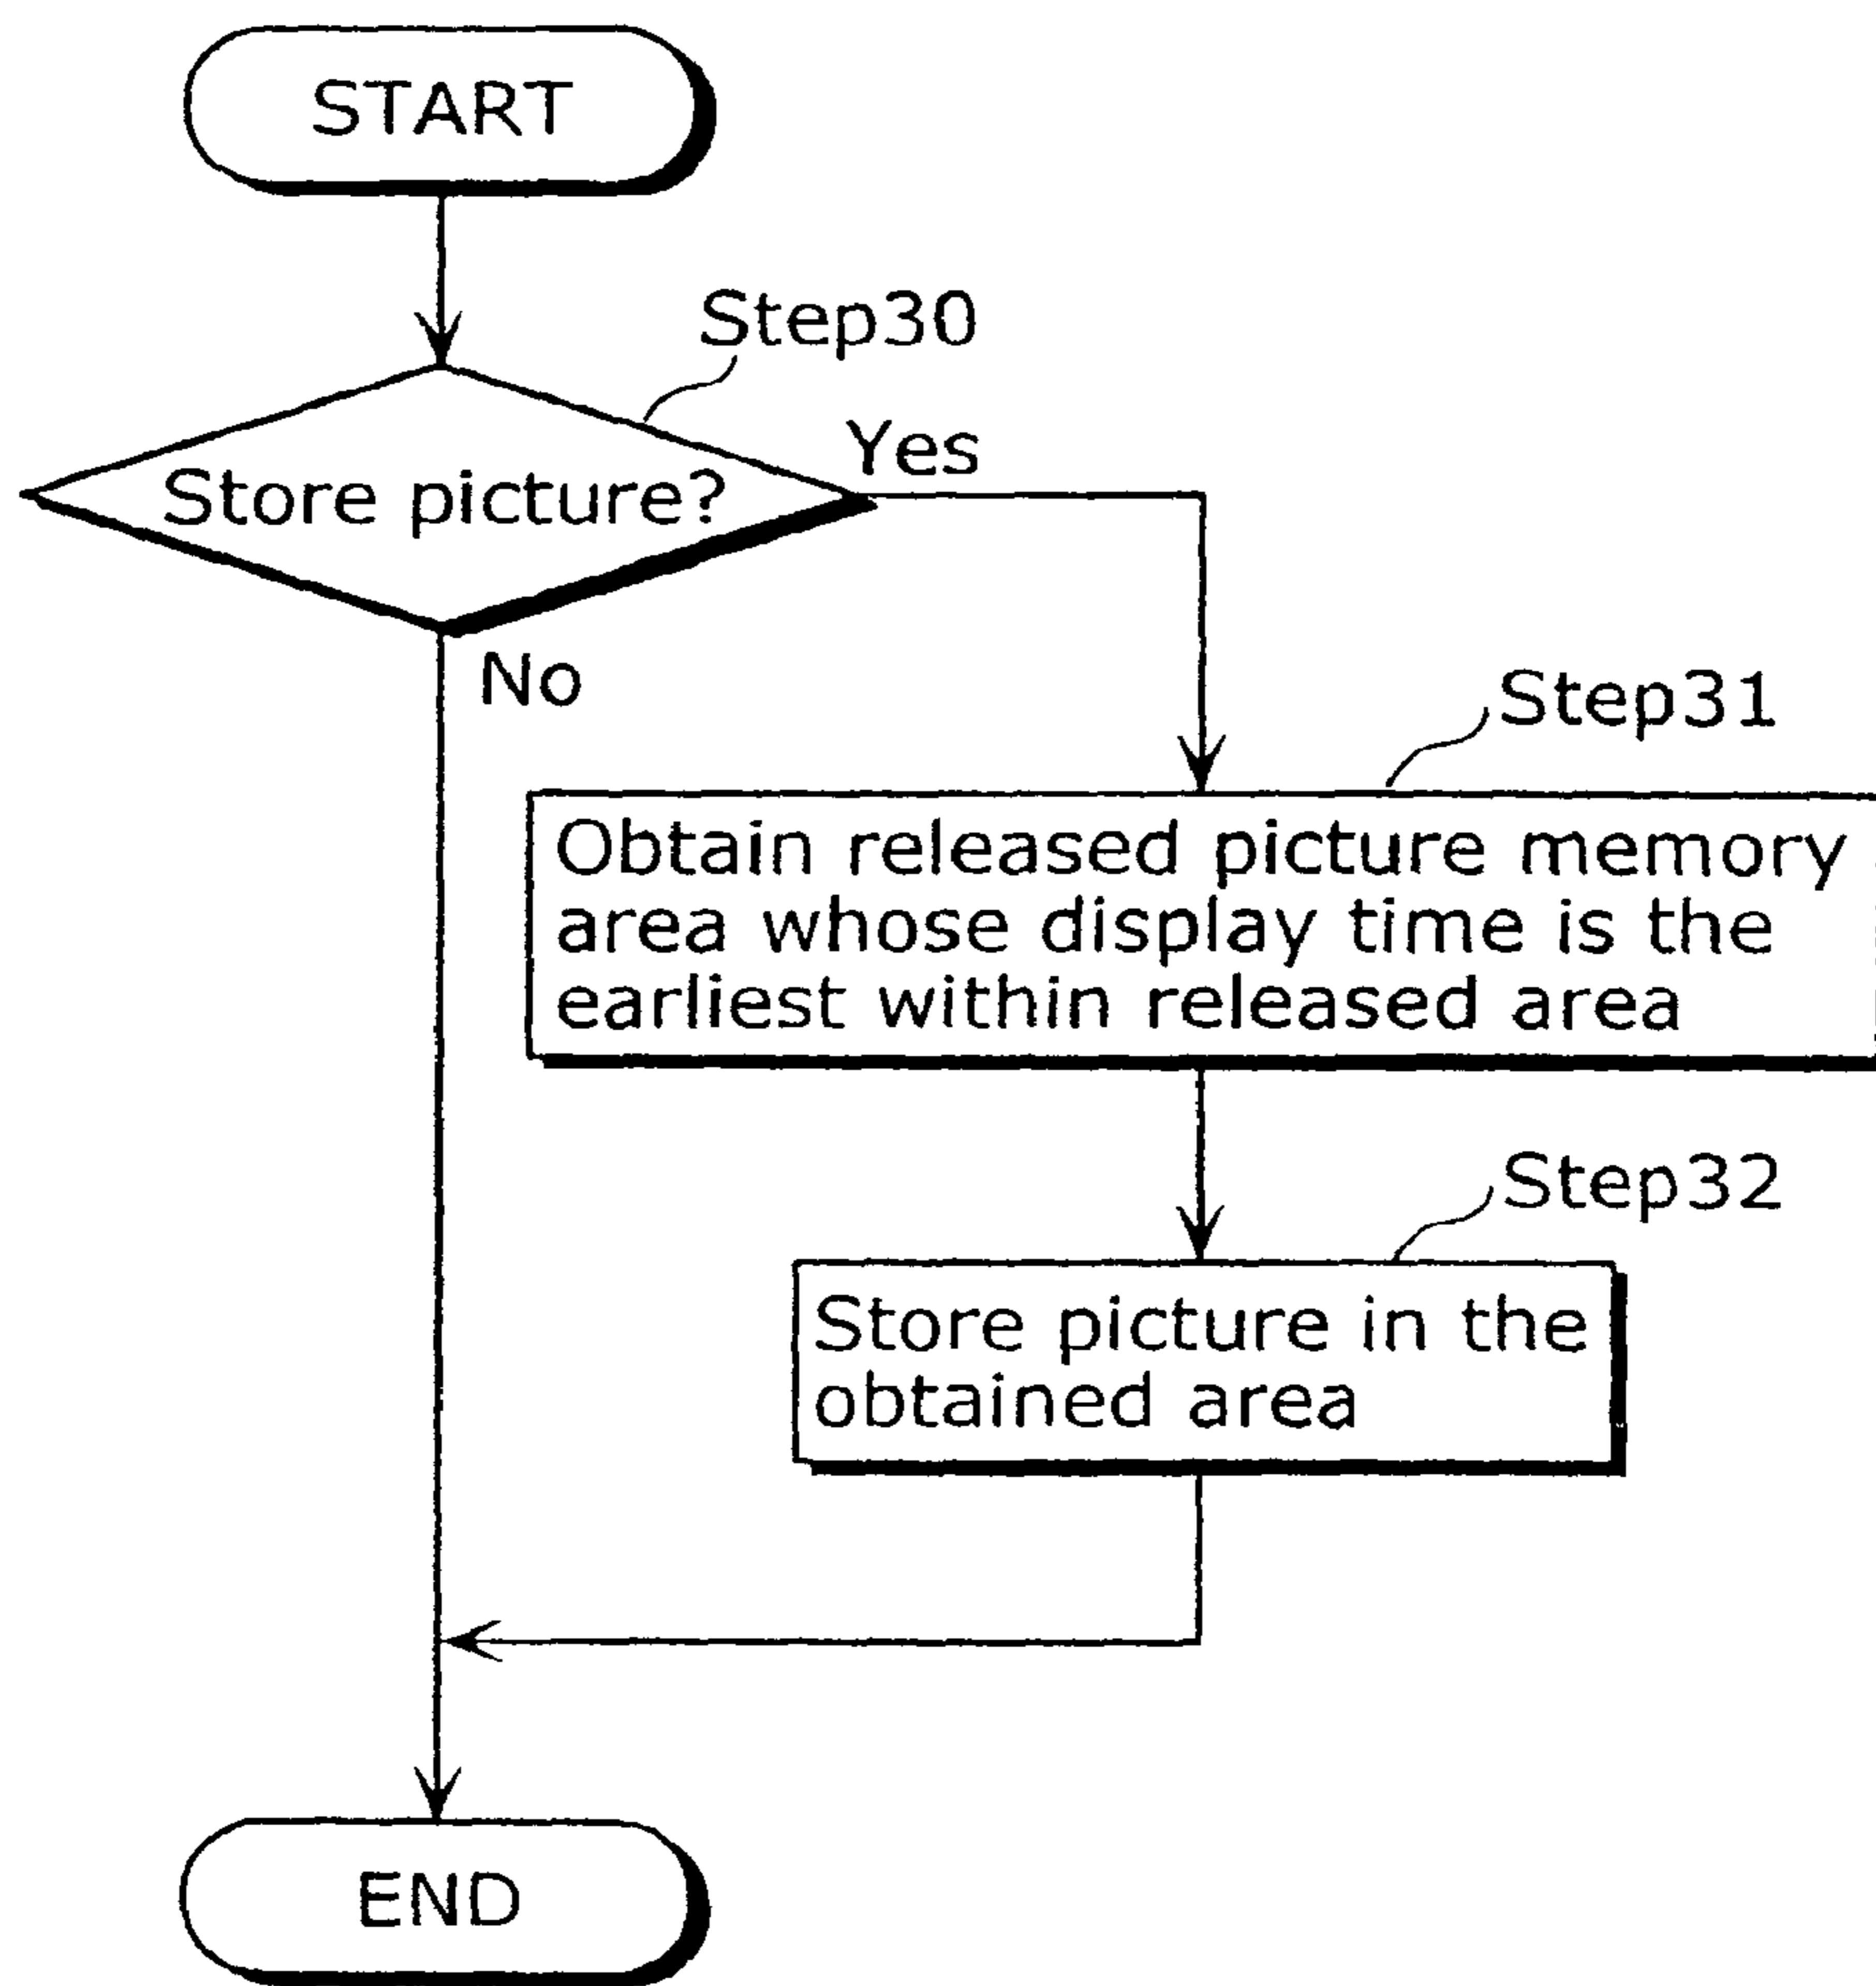 START
Step30
Yes
Store picture?
No
Step31
Obtain released picture memory
area whose display time is the
earliest within released area
Step32
Store picture in the
obtained area
END